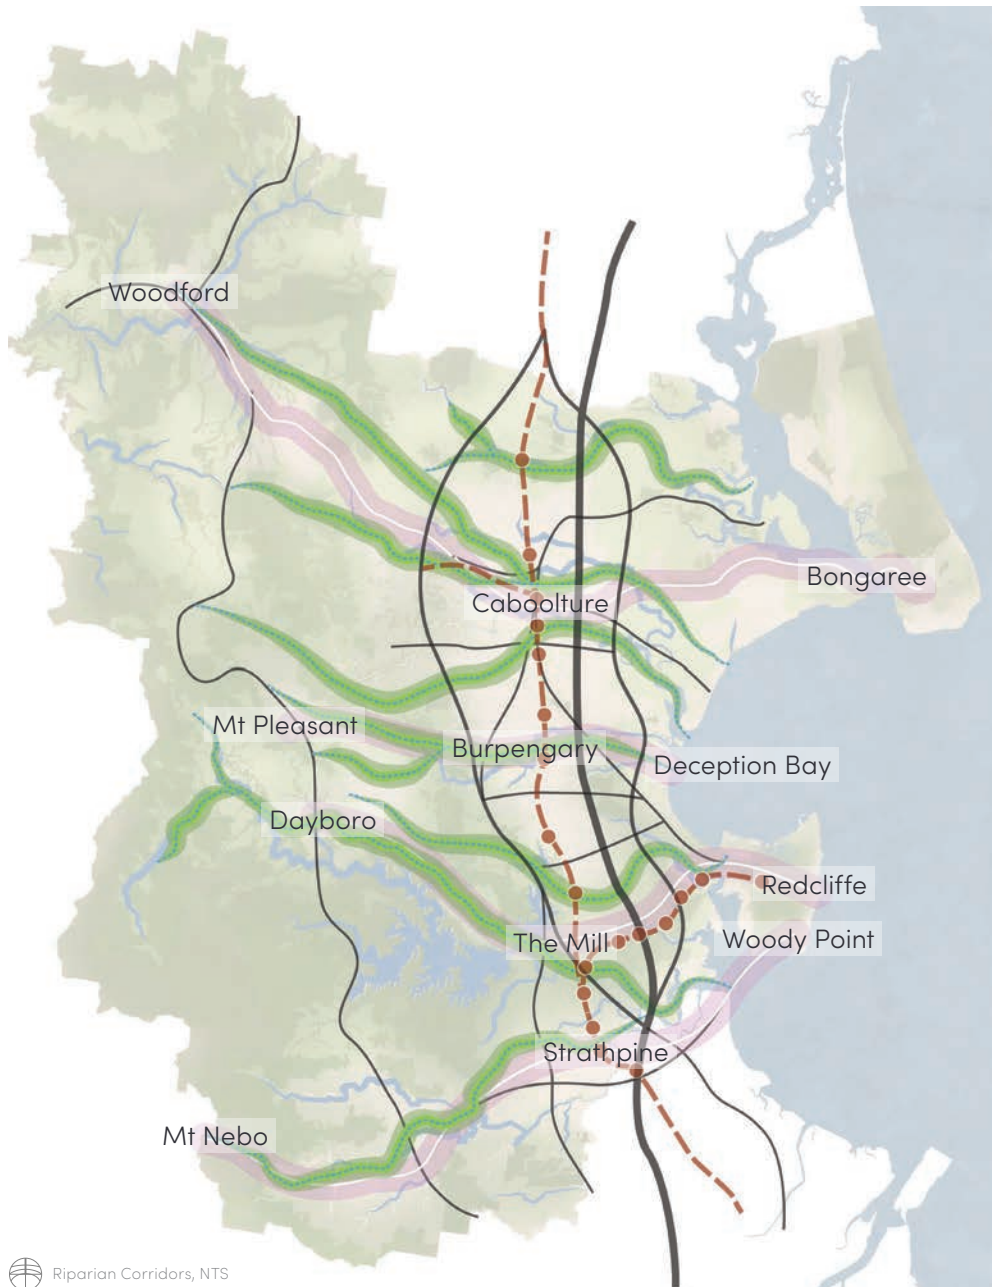 Woodford
Bongaree
Caboolture
Mt Pleasant
Burpengary
Deception Bay
Dayboro
Redcliffe
The Mill
Woody Point
Strathpine
Mt Nebo
Riparian Corridors, NTS